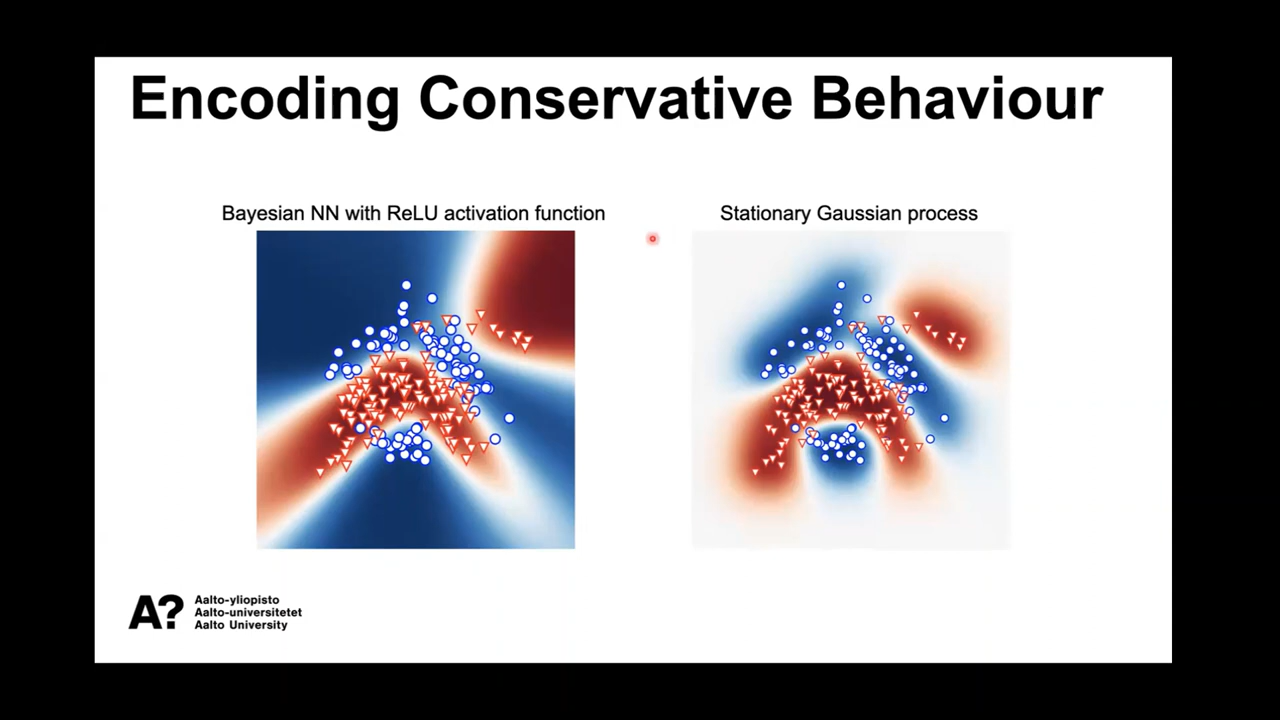 Encoding Conservative Behaviour
Bayesian NN with ReLU activation function
Stationary Gaussian process
A?
Aalto-yliopisto
Aalto-universitetet
Aalto University